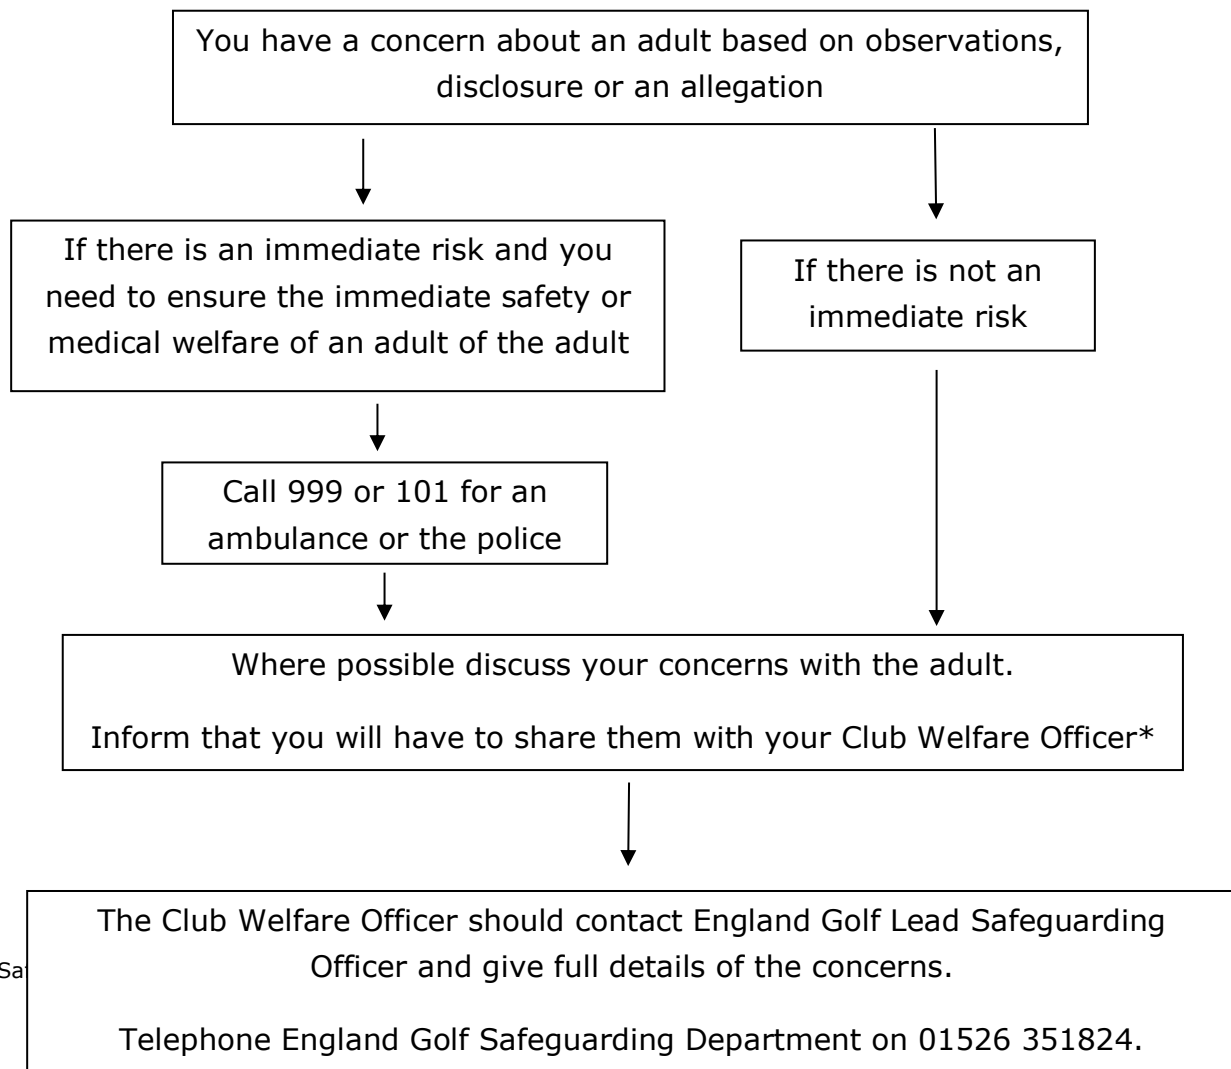 You have a concern about an adult based on observations,
disclosure or an allegation
If there is an immediate risk and you
need to ensure the immediate safety or
medical welfare of an adult of the adult
If there is not an
immediate risk
Call 999 or 101 for an
ambulance or the police
Where possible discuss your concerns with the adult.
Inform that you will have to share them with your Club Welfare Officer*
The Club Welfare Officer should contact England Golf Lead Safeguarding
Officer and give full details of the concerns.
Telephone England Golf Safeguarding Department on 01526 351824.